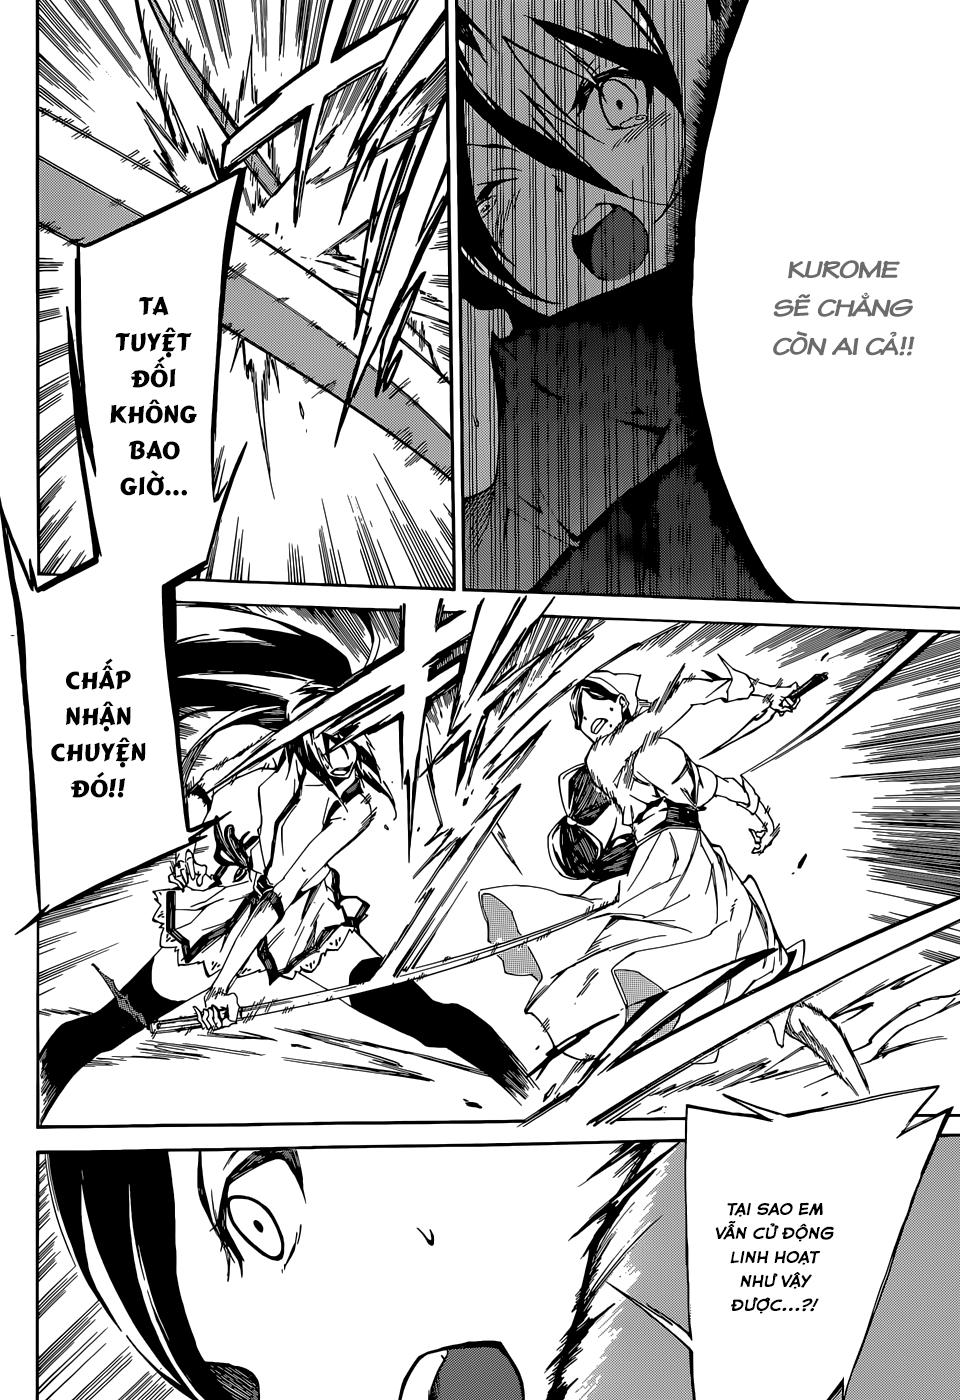 KUROME
SẼ CHẲNG
CÒN AI CẢ!!
TA
TUYỆT
ĐỐI
KHÔNG
BAO
GIỜ...
CHẤP
NHẬN
CHUYỆN
ĐÓ!!
TẠI SAO EM
VẪN CỬ ĐỘNG
LINH HOẠT
NHƯ VẬY
ĐƯỢC...?!